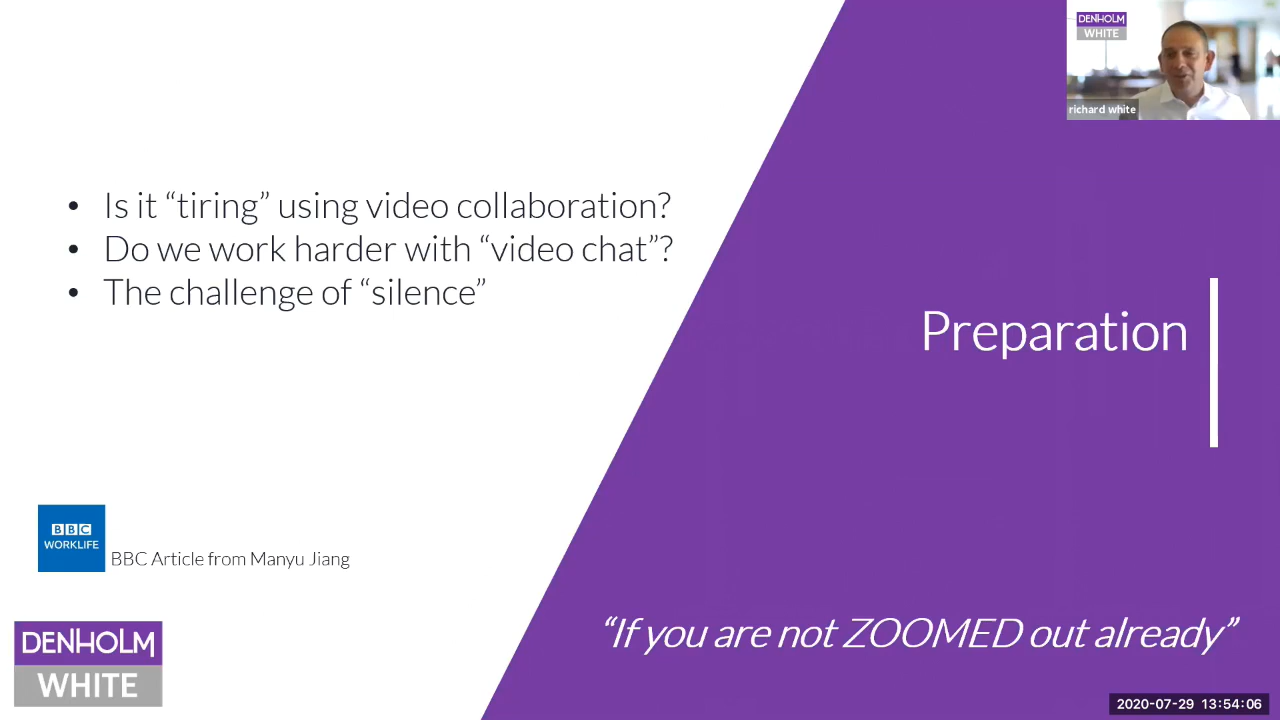 • Is it “tiring” using video collaboration?
• Do we work harder with “video chat”?
• The challenge of “silence”
Preparation
BBC
WORKLIFE
BBC Article from Manyu Jiang
“If you are not ZOOMED out already”
DENHOLM
WHITE
DENHOLM
WHITE
richard white
2020-07-29 13:54:06